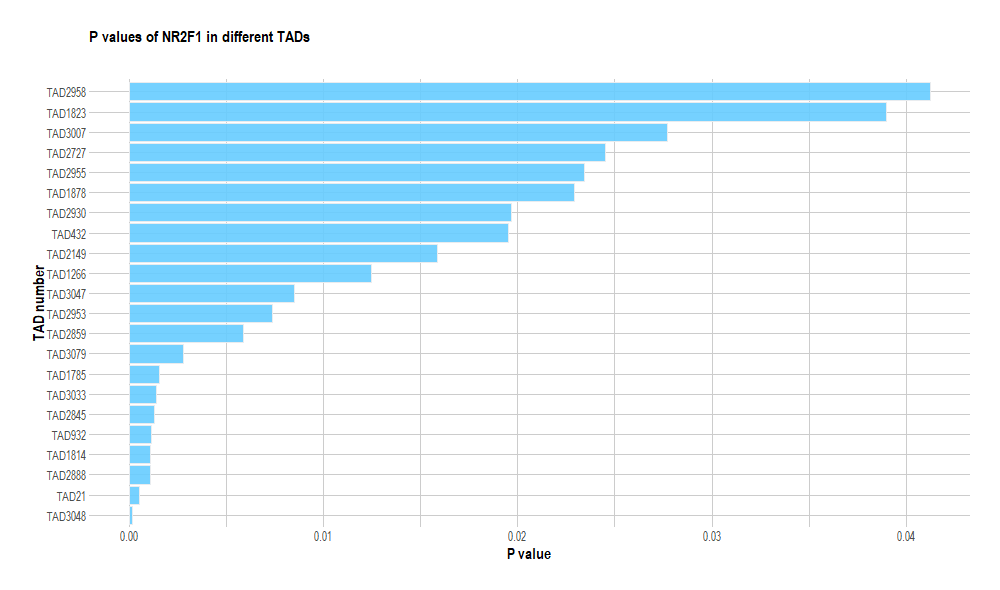 P values of NR2F1 in different TADs
TAD2958
TAD1823
TAD3007
TAD2727
TAD2955
TAD1878
TAD2930
TAD432
TAD2149
TAD1266
TAD3047
TAD2953
TAD2859
TAD3079
TAD1785
TAD3033
TAD2845
TAD932
TAD1814
TAD2888
TAD21
TAD3048
TAD number
0.00 0.01 0.02 0.03 0.04
P value